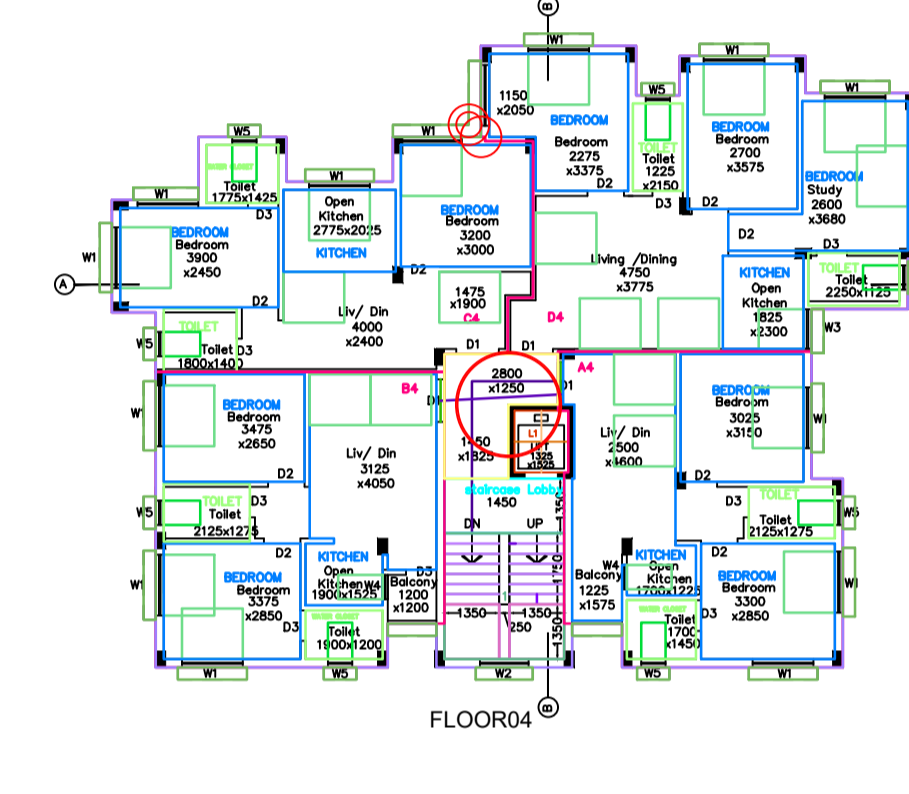 B
W1
W1
W1
1150
x2050
W5
BEDROOM
Bedroom
2275
x3375
D2
TOILET
Toilet
1225
x2150
D3
BEDROOM
2700
x3575
D2
BEDROOM
Study
2600
x3680
D2
D3
W5
W1
Toilet
1775x1425
D3
W1
Open
Kitchen
2775x2025
KITCHEN
BEDROOM
Bedroom
3200
x3000
D2
W1
W1
BEDROOM
Bedroom
3900
x2450
D2
A
Living /Dining
4750
x3775
KITCHEN
Open
Kitchen
1825
x2300
TOILET
Toilet
2250x1125
W3
1475
x1900
C4
D4
Liv/ Din
4000
x2400
W5
TOILET
Toilet
D3
1800x1400
D1
D1
A4
B4
2800
x1250
D1
D1
W1
BEDROOM
Bedroom
3475
x2650
D2
Liv/ Din
3125
x4050
1450
x1825
L1
1325
x1525
Liv/ Din
2500
x4600
BEDROOM
Bedroom
3025
x3150
W1
D2
staircase Lobby
1450
1350
W5
TOILET
Toilet
2125x1275
D3
D2
DN
UP
TOILET
Toilet
2125x1275
D3
W5
D2
W1
BEDROOM
Bedroom
3375
x2850
D3
KITCHEN
Open
Kitchen
W4
1900x1525
D3
Balcony
1200
x1200
1750
W4
Balcony
1225
x1575
KITCHEN
Open
Kitchen
1700x1225
BEDROOM
Bedroom
3300
x2850
W1
D3
1350
1350
250
1350
Toilet
1900x1200
Toilet
1700
x1450
W1
W5
W2
W5
W1
FLOOR04
B